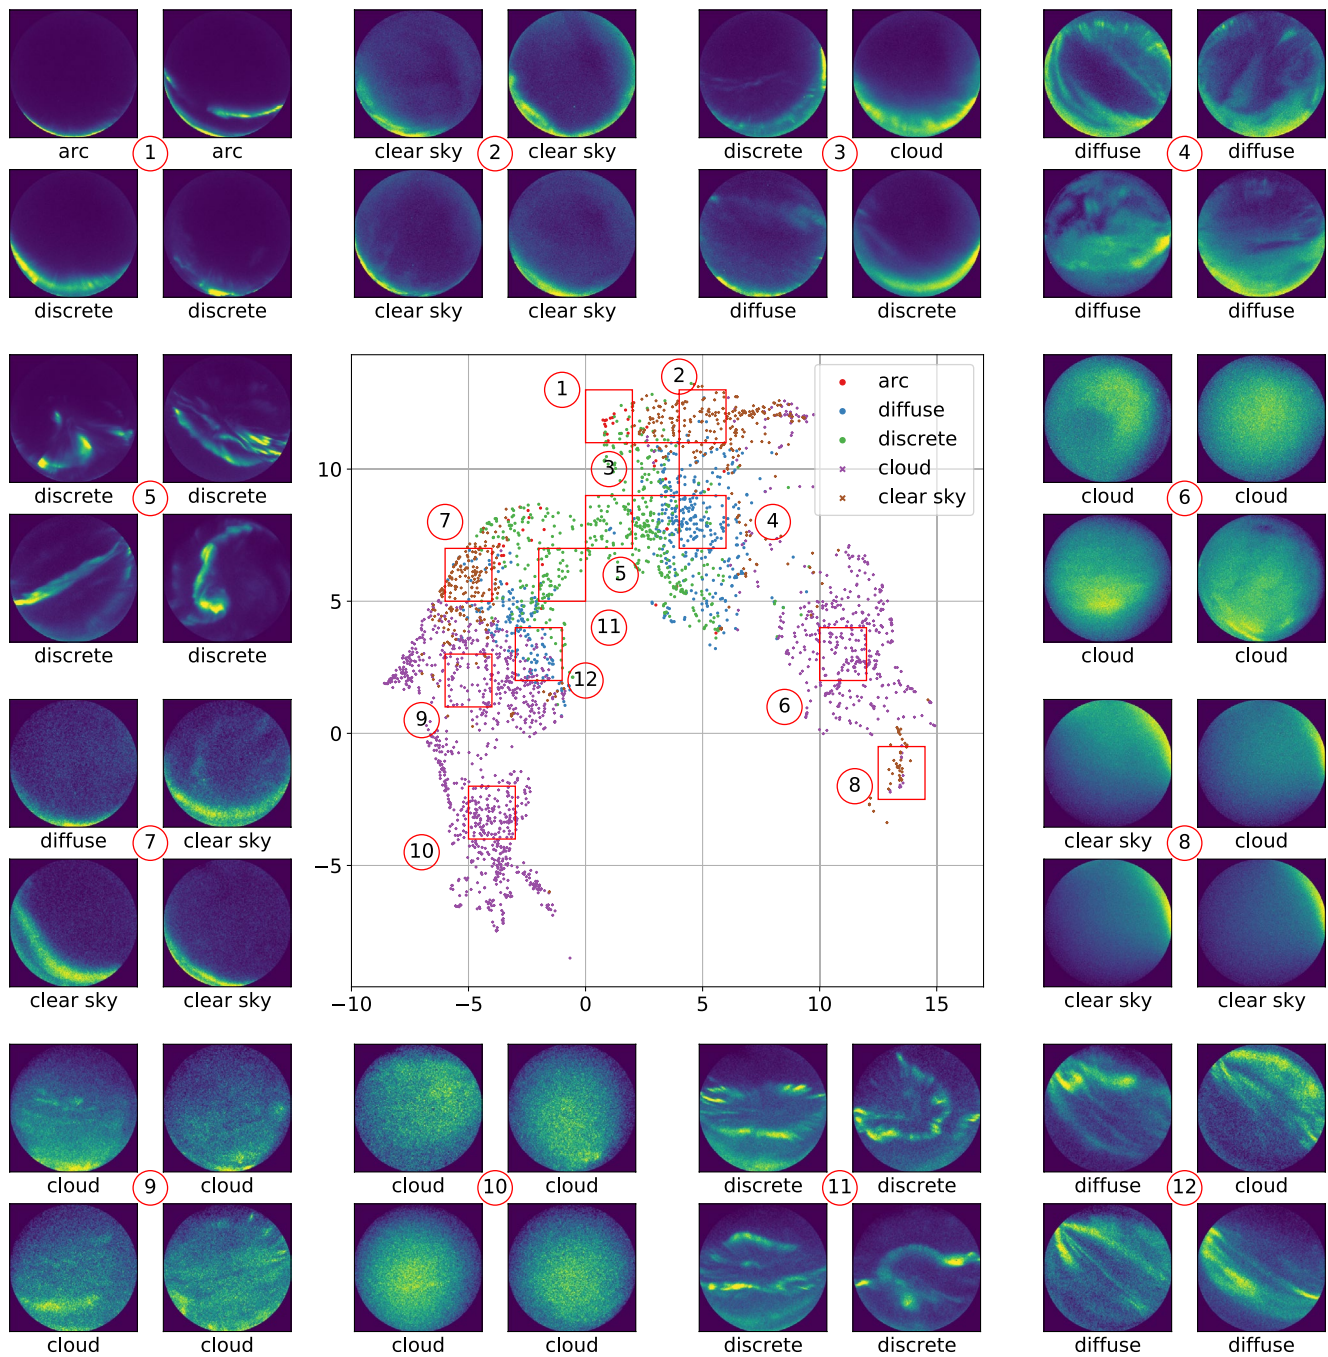 arc 1 arc
discrete discrete
clear sky 2 clear sky
clear sky clear sky
discrete 3 cloud
diffuse discrete
diffuse 4 diffuse
diffuse diffuse
discrete 5 discrete
discrete discrete
1
2
3
4
5
6
7
8
9
10
11
12
arc
diffuse
discrete
cloud
clear sky
10
5
0
−5
−10 −5 0 5 10 15
cloud 6 cloud
cloud cloud
diffuse 7 clear sky
clear sky clear sky
clear sky 8 cloud
clear sky clear sky
cloud 9 cloud
cloud cloud
cloud 10 cloud
cloud cloud
discrete 11 discrete
discrete discrete
diffuse 12 cloud
diffuse diffuse